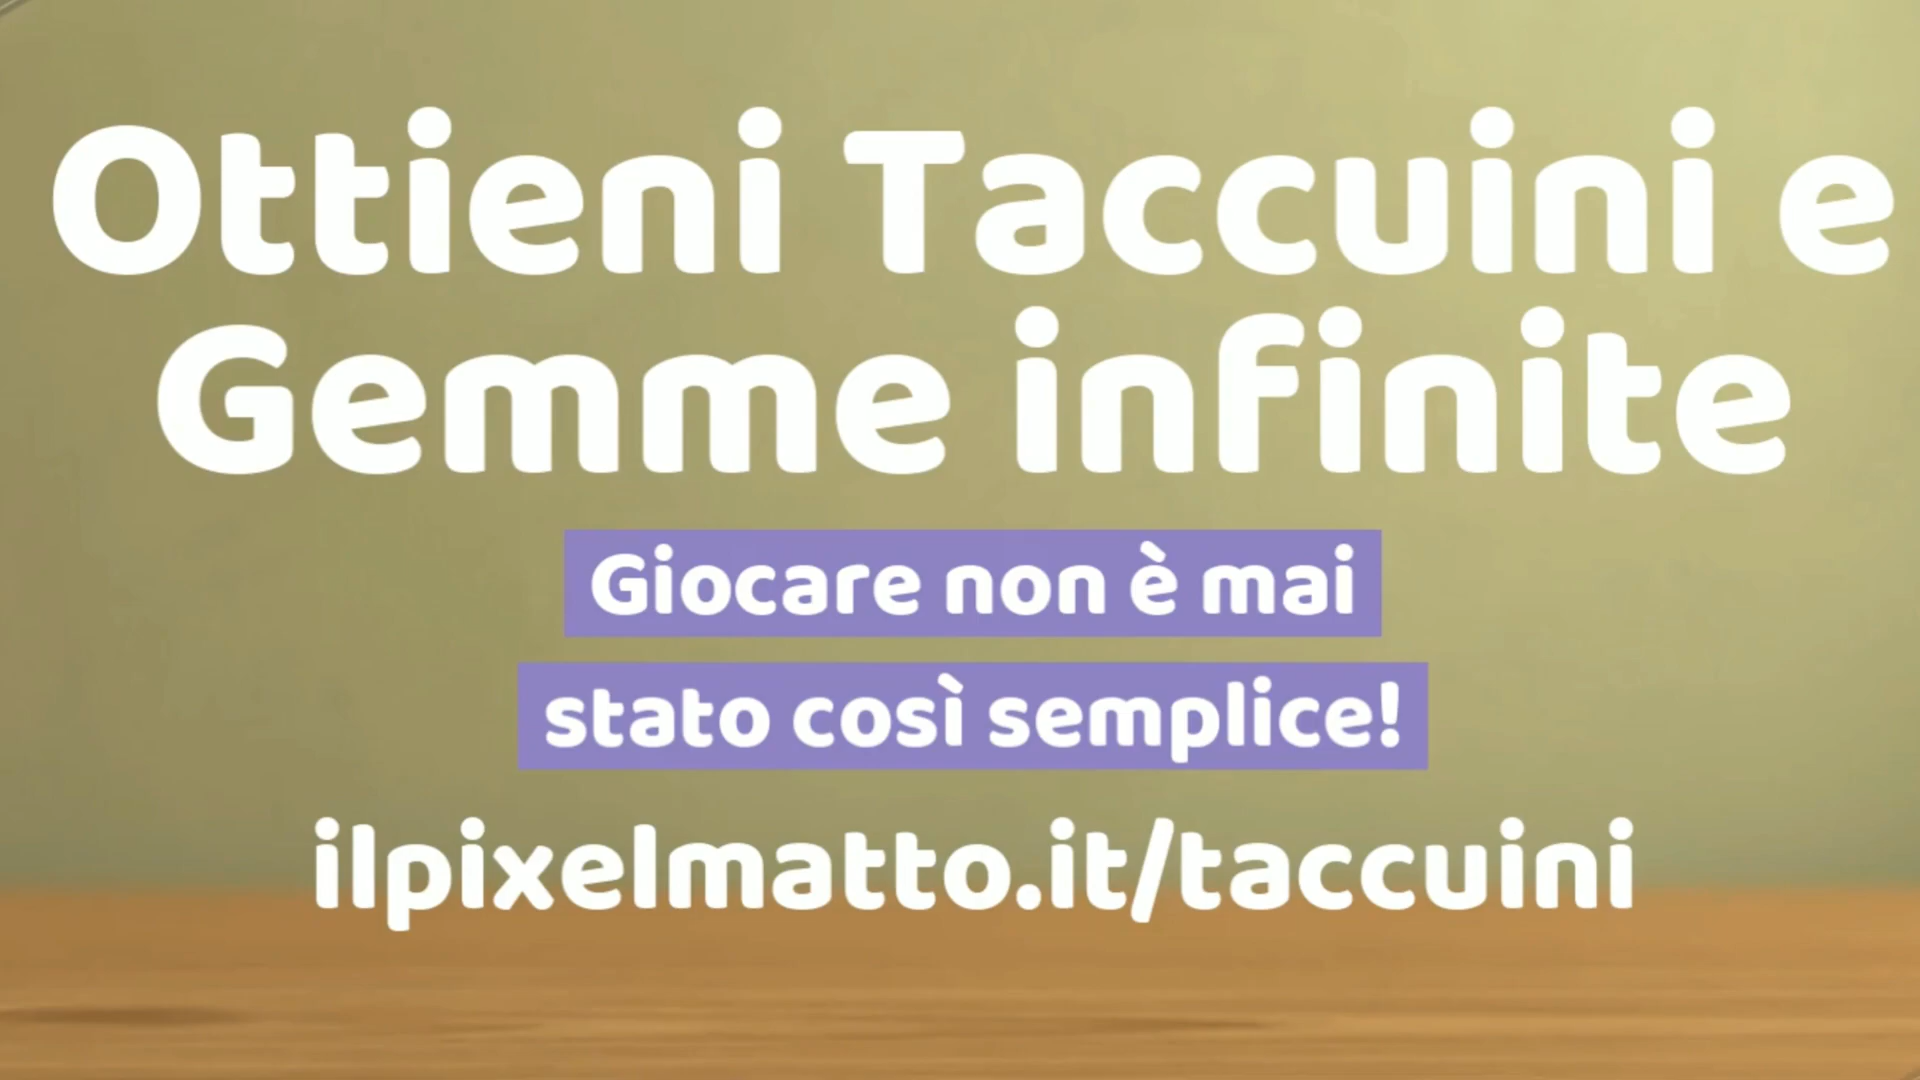 Ottieni Taccuini e
Gemme infinite
Giocare non è mai
stato così semplice!
ilpixelmatto.it/taccuini